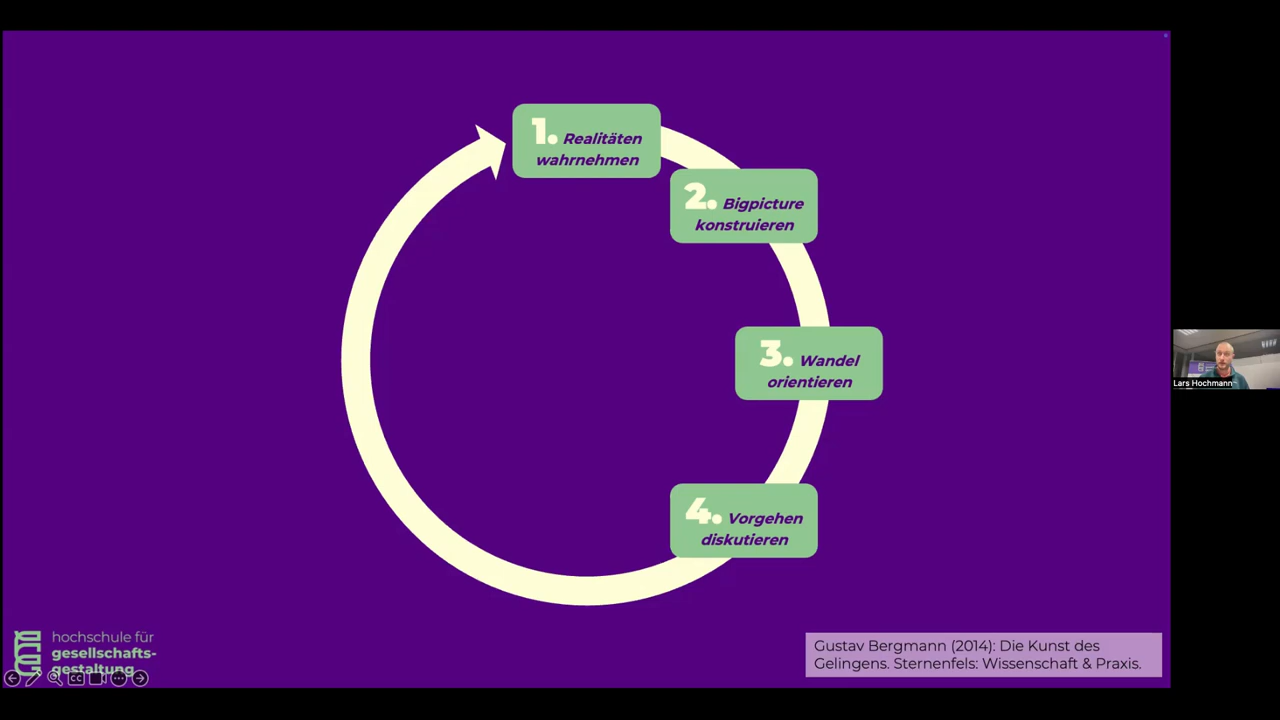 1. Realitäten
wahrnehmen
2. Bigpicture
konstruieren
3. Wandel
orientieren
4. Vorgehen
diskutieren
Lars Hochmann
hochschule für
gesellschafts-
gestaltung
CC
Gustav Bergmann (2014): Die Kunst des
Gelingens. Sternenfels: Wissenschaft & Praxis.